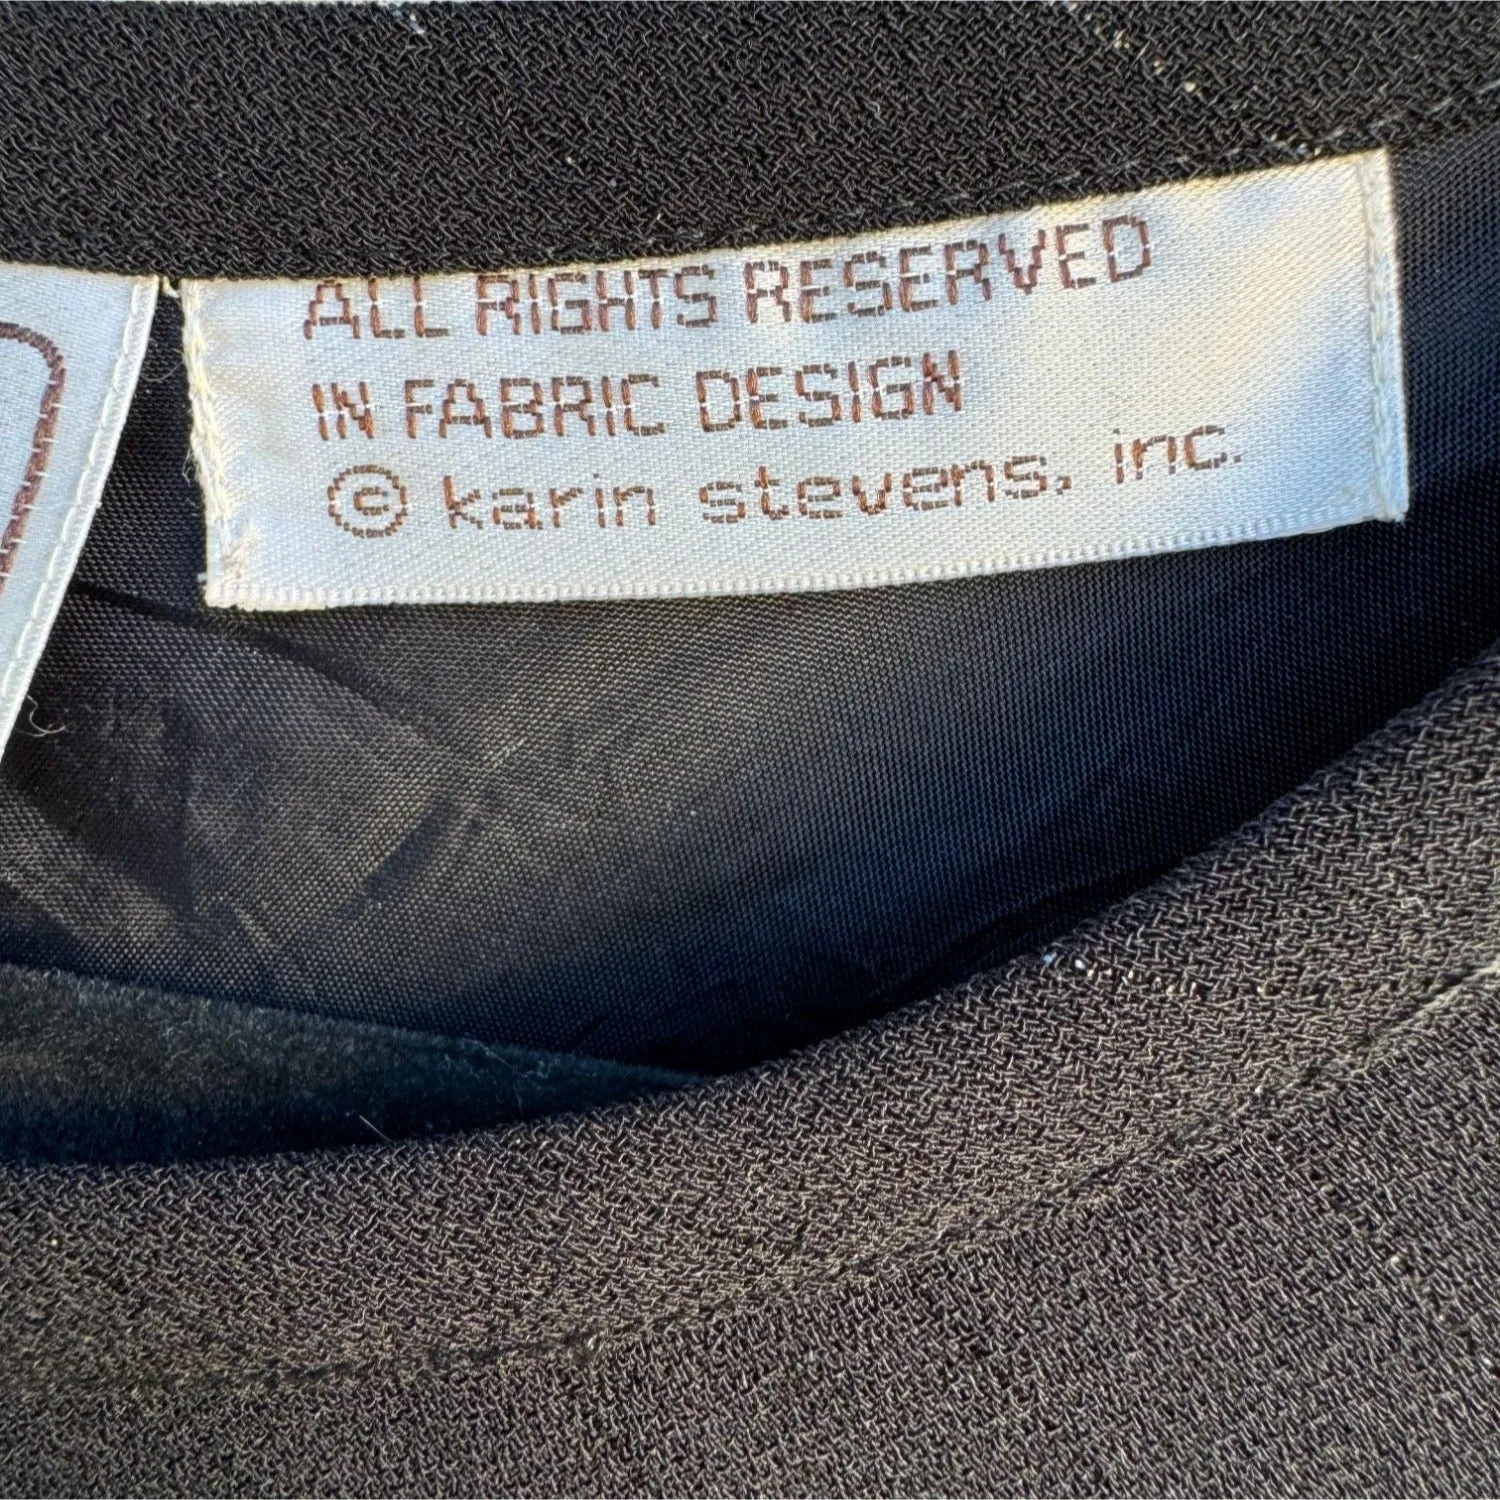 ALL RIGHTS RESERVED
IN FABRIC DESIGN
© karin stevens, inc.